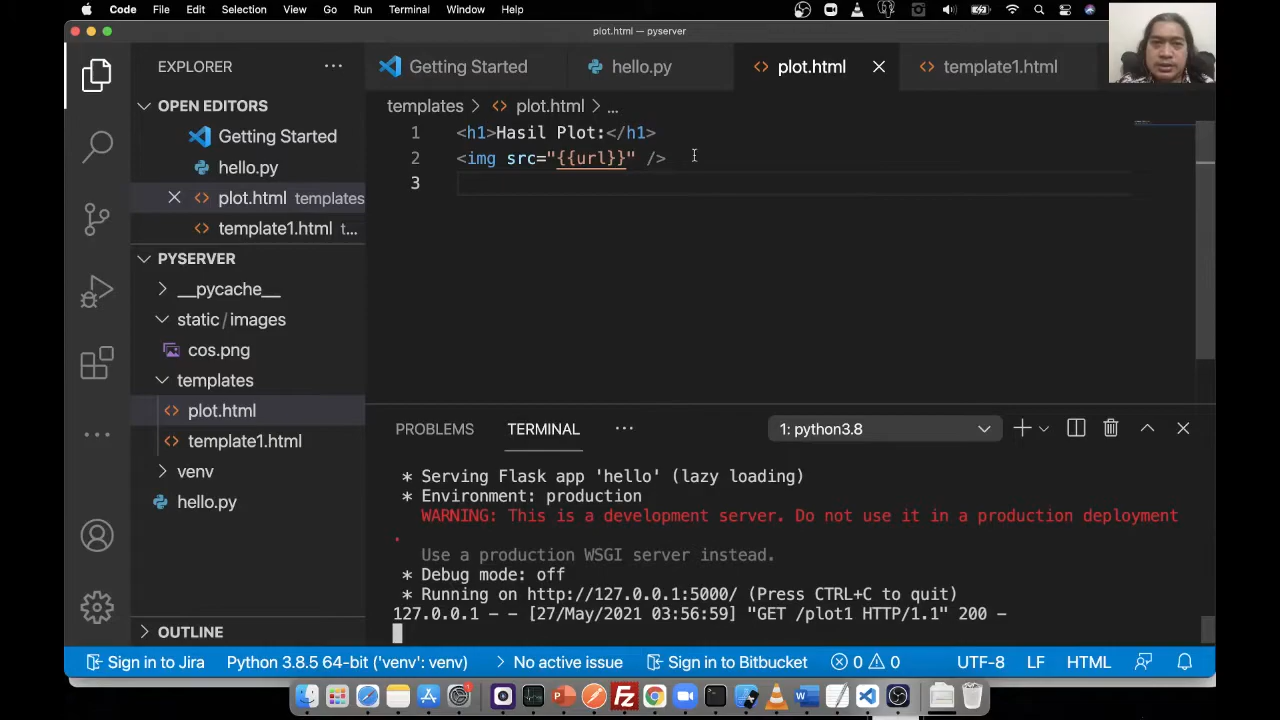 Code File Edit Selection View Go Run Terminal Window Help
plot.html — pyserver
EXPLORER
Getting Started
hello.py
plot.html
template1.html
OPEN EDITORS
Getting Started
hello.py
plot.html templates
template1.html t...
PYSERVER
__pycache__
static/images
cos.png
templates
plot.html
template1.html
venv
hello.py
OUTLINE
templates > plot.html > ...
1 <h1>Hasil Plot:</h1>
2 <img src="{{url}}" />
3
PROBLEMS TERMINAL ... 1: python3.8
* Serving Flask app 'hello' (lazy loading)
* Environment: production
WARNING: This is a development server. Do not use it in a production deployment
.
Use a production WSGI server instead.
* Debug mode: off
* Running on http://127.0.0.1:5000/ (Press CTRL+C to quit)
127.0.0.1 - - [27/May/2021 03:56:59] "GET /plot1 HTTP/1.1" 200 -
Sign in to Jira Python 3.8.5 64-bit ('venv': venv) No active issue Sign in to Bitbucket 0 0 UTF-8 LF HTML